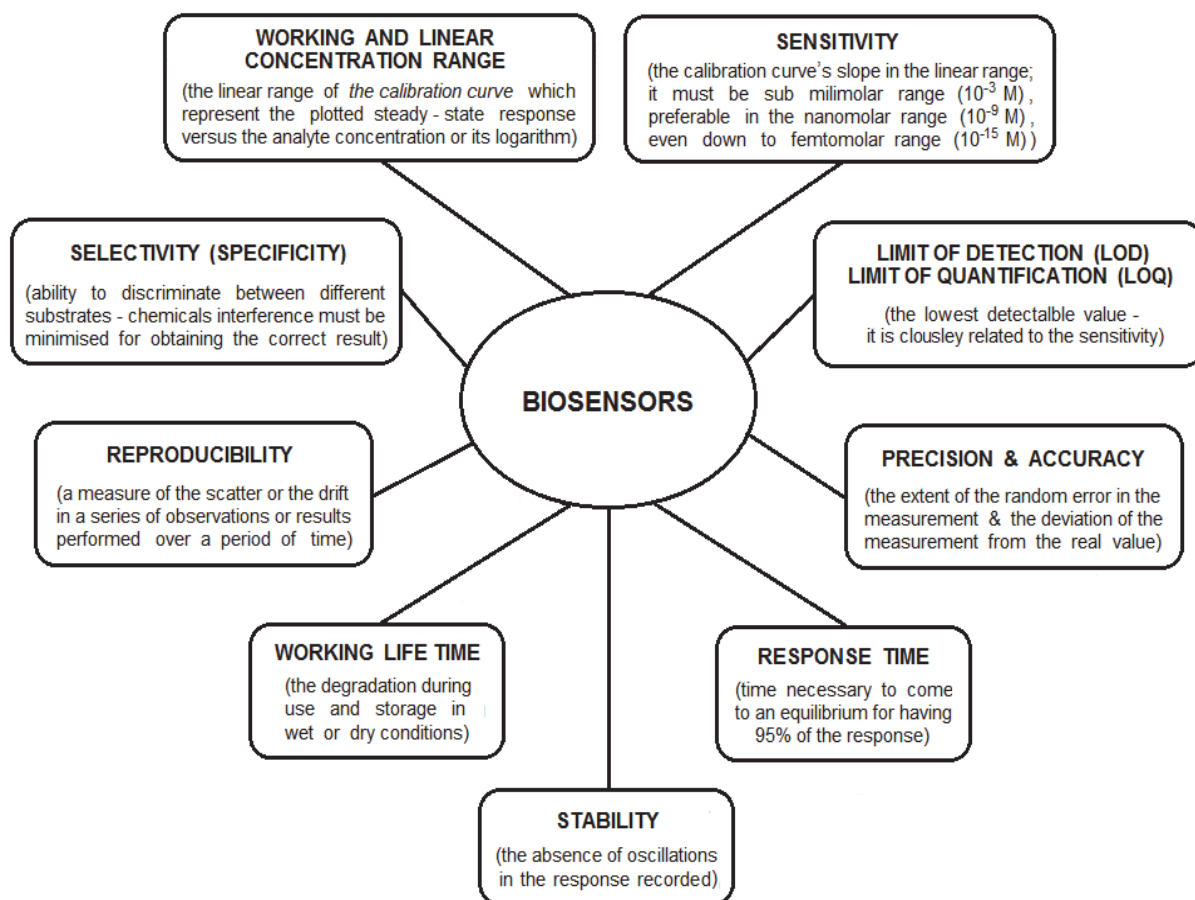 WORKING AND LINEAR
CONCENTRATION RANGE
(the linear range of the calibration curve which
represent the plotted steady - state response
versus the analyte concentration or its logarithm)
SENSITIVITY
(the calibration curve's slope in the linear range;
it must be sub milimolar range (10⁻³ M),
preferable in the nanomolar range (10⁻⁹ M),
even down to femtomolar range (10⁻¹⁵ M))
SELECTIVITY (SPECIFICITY)
(ability to discriminate between different
substrates - chemicals interference must be
minimised for obtaining the correct result)
LIMIT OF DETECTION (LOD)
LIMIT OF QUANTIFICATION (LOQ)
(the lowest detectalble value -
it is clousley related to the sensitivity)
BIOSENSORS
REPRODUCIBILITY
(a measure of the scatter or the drift
in a series of observations or results
performed over a period of time)
PRECISION & ACCURACY
(the extent of the random error in the
measurement & the deviation of the
measurement from the real value)
WORKING LIFE TIME
(the degradation during
use and storage in
wet or dry conditions)
RESPONSE TIME
(time necessary to come
to an equilibrium for having
95% of the response)
STABILITY
(the absence of oscillations
in the response recorded)